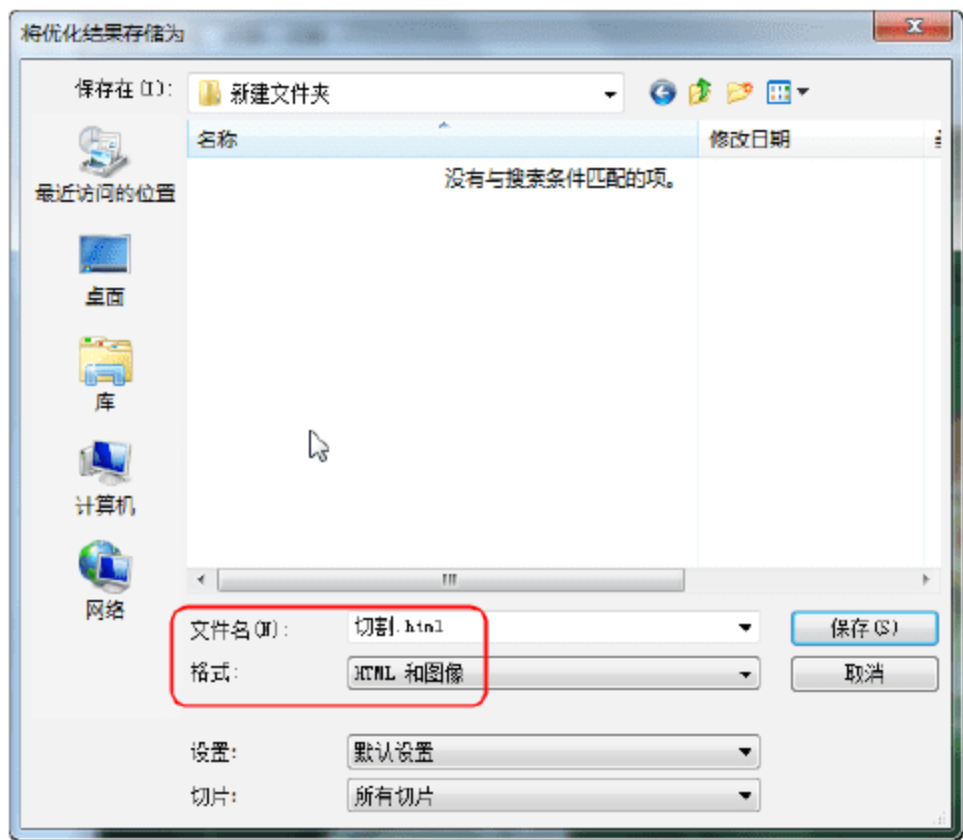 将优化结果存储为
保存在(I):
新建文件夹
名称
修改日期
没有与搜索条件匹配的项。
最近访问的位置
桌面
库
计算机
网络
文件名(N):
切割.html
保存(S)
格式:
HTML 和图像
取消
设置:
默认设置
切片:
所有切片